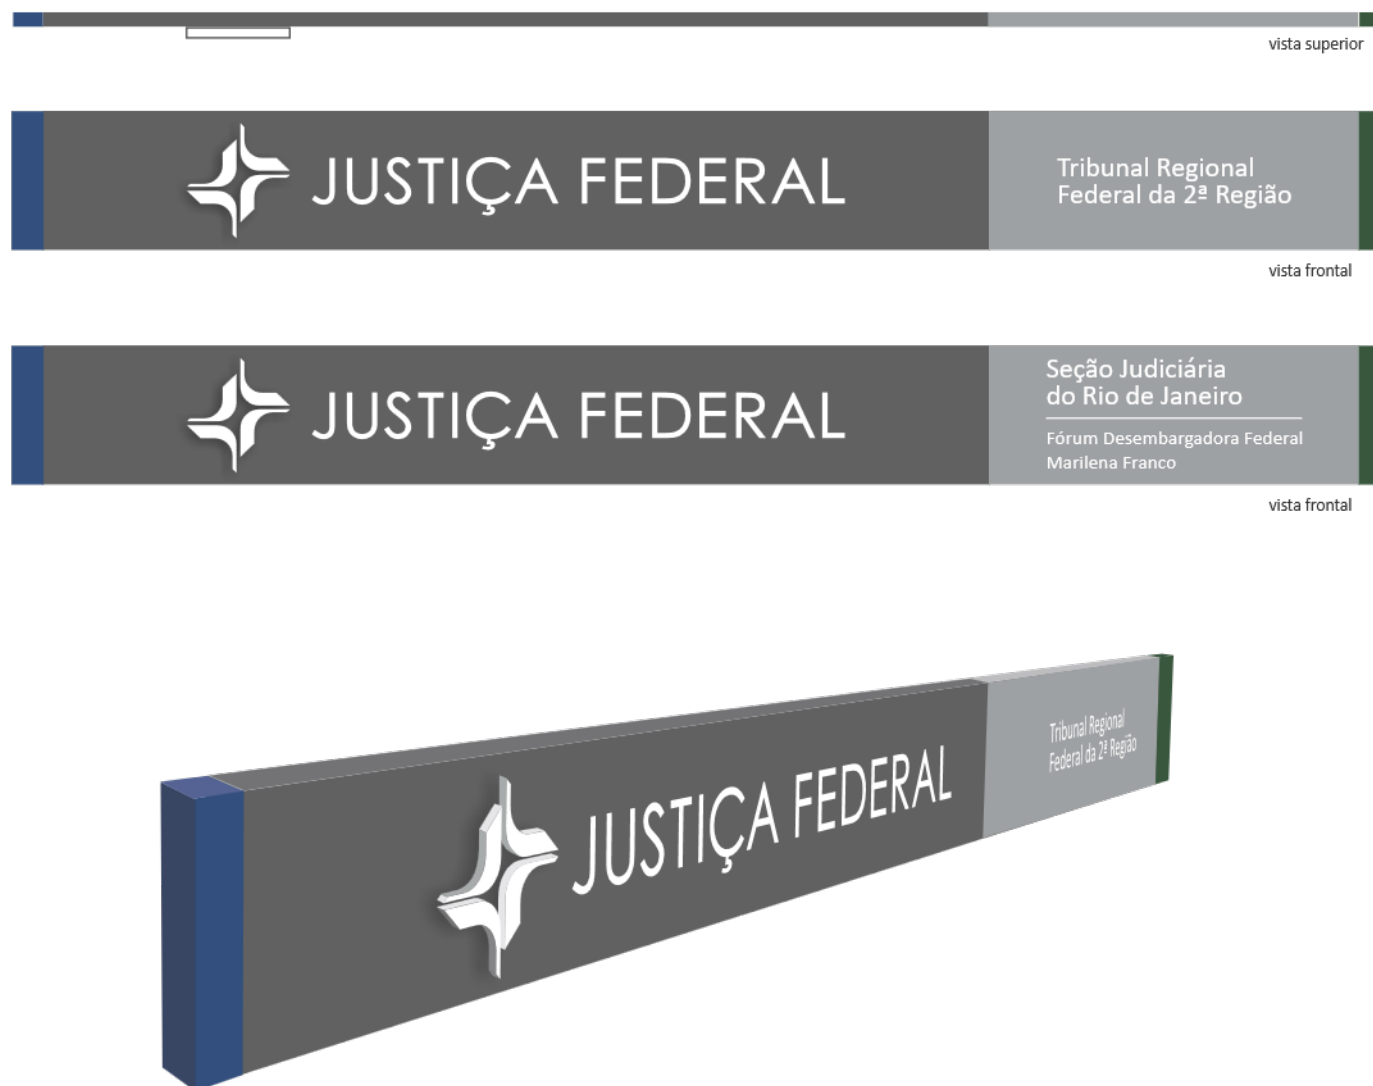 vista superior
JUSTIÇA FEDERAL
Tribunal Regional
Federal da 2ª Região
vista frontal
JUSTIÇA FEDERAL
Seção Judiciária
do Rio de Janeiro
Fórum Desembargadora Federal
Marilena Franco
vista frontal
JUSTIÇA FEDERAL
Tribunal Regional
Federal da 2ª Região